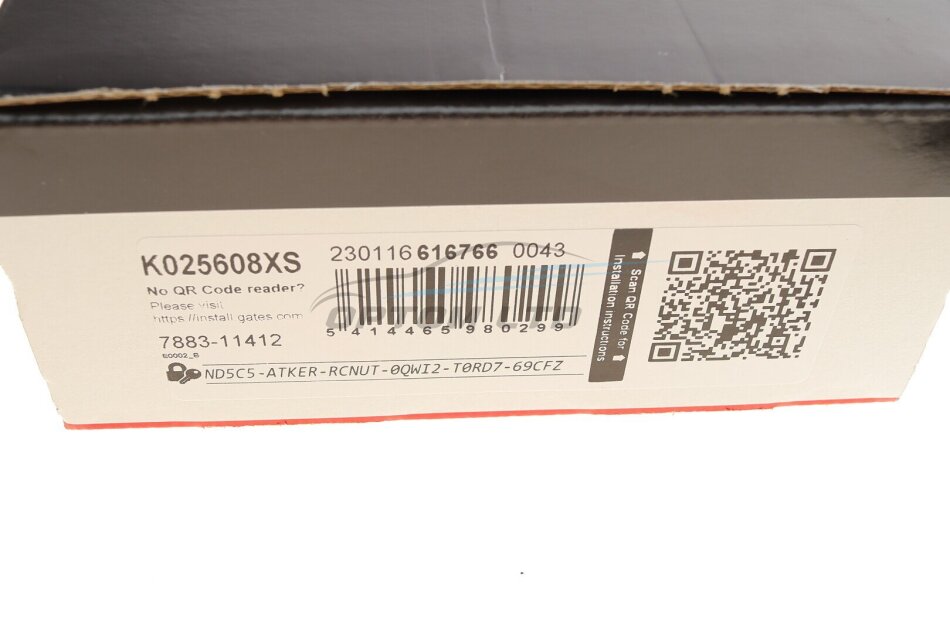 K025608XS
230116 616766 0043
No QR Code reader?
Please visit
https://install.gates.com
5 414465 980299
7883-11412
E0002_B
ND5C5-ATKER-RCNUT-0QWI2-T0RD7-69CFZ
Scan QR Code for
Installation instructions